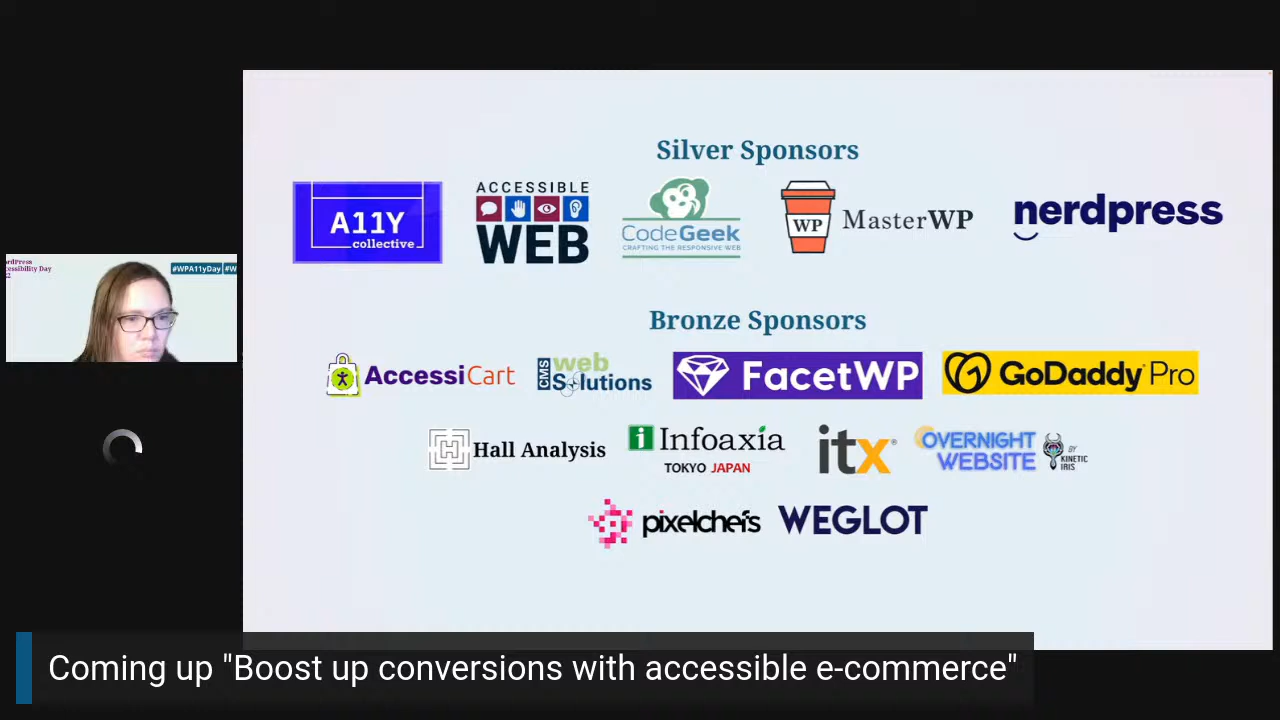 Silver Sponsors
A11Y
collective
ACCESSIBLE
WEB
CodeGeek
CRAFTING THE RESPONSIVE WEB
WP
MasterWP
nerdpress
Bronze Sponsors
AccessiCart
CMS
web
Solutions
FacetWP
GoDaddy Pro
Hall Analysis
i Infoaxia
TOKYO JAPAN
itx®
OVERNIGHT
WEBSITE
BY
KINETIC
IRIS
pixelchefs
WEGLOT
#WPA11yDay #W
Coming up "Boost up conversions with accessible e-commerce"